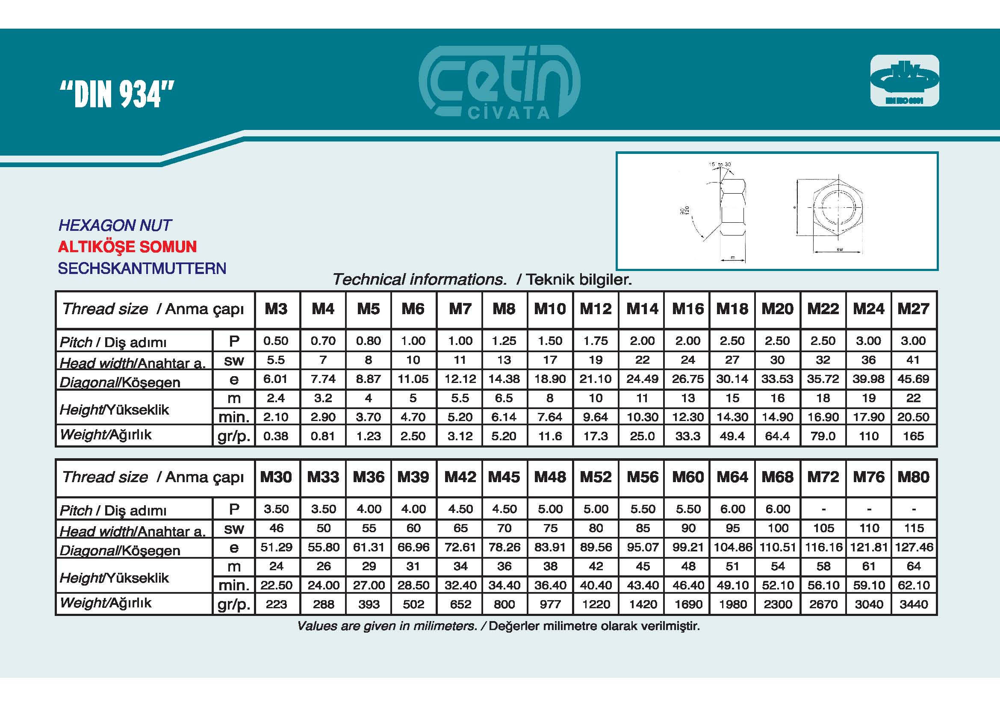 “DIN 934”
çetin
CİVATA
TÜV
EN ISO 9001
15° to 30°
90°
120°
e
m
sw
HEXAGON NUT
ALTIKÖŞE SOMUN
SECHSKANTMUTTERN
Technical informations. / Teknik bilgiler.
Thread size / Anma çapı M3 M4 M5 M6 M7 M8 M10 M12 M14 M16 M18 M20 M22 M24 M27
Pitch / Diş adımı P 0.50 0.70 0.80 1.00 1.00 1.25 1.50 1.75 2.00 2.00 2.50 2.50 2.50 3.00 3.00
Head width/Anahtar a. sw 5.5 7 8 10 11 13 17 19 22 24 27 30 32 36 41
Diagonal/Köşegen e 6.01 7.74 8.87 11.05 12.12 14.38 18.90 21.10 24.49 26.75 30.14 33.53 35.72 39.98 45.69
Height/Yükseklik m 2.4 3.2 4 5 5.5 6.5 8 10 11 13 15 16 18 19 22
min. 2.10 2.90 3.70 4.70 5.20 6.14 7.64 9.64 10.30 12.30 14.30 14.90 16.90 17.90 20.50
Weight/Ağırlık gr/p. 0.38 0.81 1.23 2.50 3.12 5.20 11.6 17.3 25.0 33.3 49.4 64.4 79.0 110 165
Thread size / Anma çapı M30 M33 M36 M39 M42 M45 M48 M52 M56 M60 M64 M68 M72 M76 M80
Pitch / Diş adımı P 3.50 3.50 4.00 4.00 4.50 4.50 5.00 5.00 5.50 5.50 6.00 6.00 - - -
Head width/Anahtar a. sw 46 50 55 60 65 70 75 80 85 90 95 100 105 110 115
Diagonal/Köşegen e 51.29 55.80 61.31 66.96 72.61 78.26 83.91 89.56 95.07 99.21 104.86 110.51 116.16 121.81 127.46
Height/Yükseklik m 24 26 29 31 34 36 38 42 45 48 51 54 58 61 64
min. 22.50 24.00 27.00 28.50 32.40 34.40 36.40 40.40 43.40 46.40 49.10 52.10 56.10 59.10 62.10
Weight/Ağırlık gr/p. 223 288 393 502 652 800 977 1220 1420 1690 1980 2300 2670 3040 3440
Values are given in milimeters. / Değerler milimetre olarak verilmiştir.